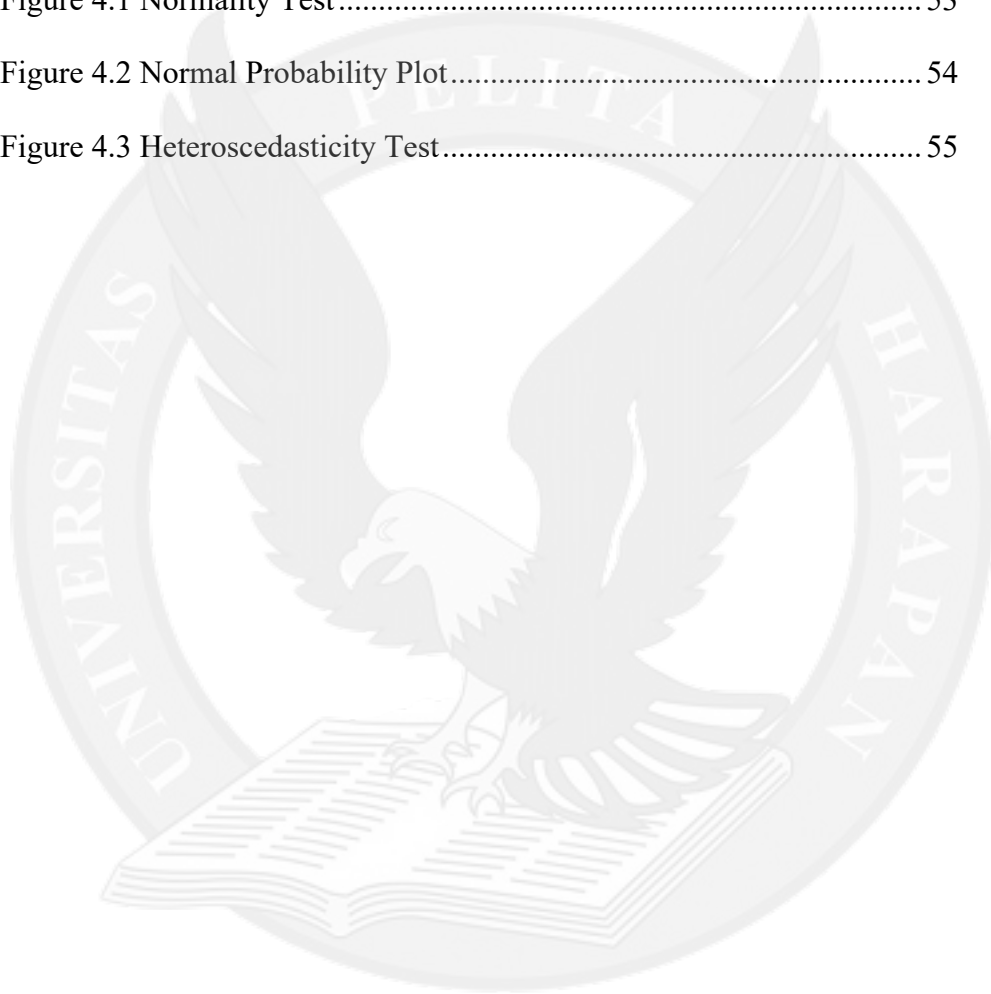 Figure 4.1 Normality Test........................................................................ 53
Figure 4.2 Normal Probability Plot.......................................................... 54
Figure 4.3 Heteroscedasticity Test........................................................... 55
UNIVERSITAS PELITA HARAPAN